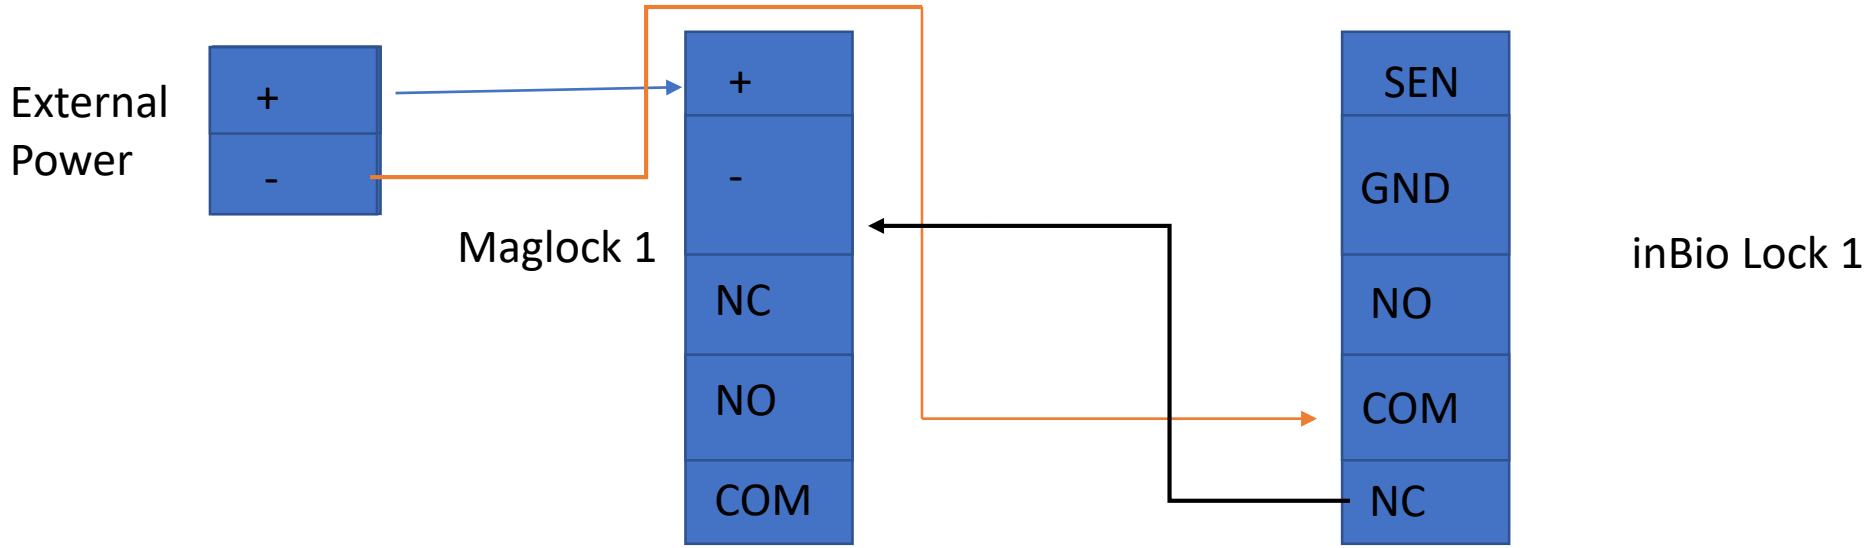 External
Power
+
-
Maglock 1
+
-
NC
NO
COM
SEN
GND
NO
COM
NC
inBio Lock 1